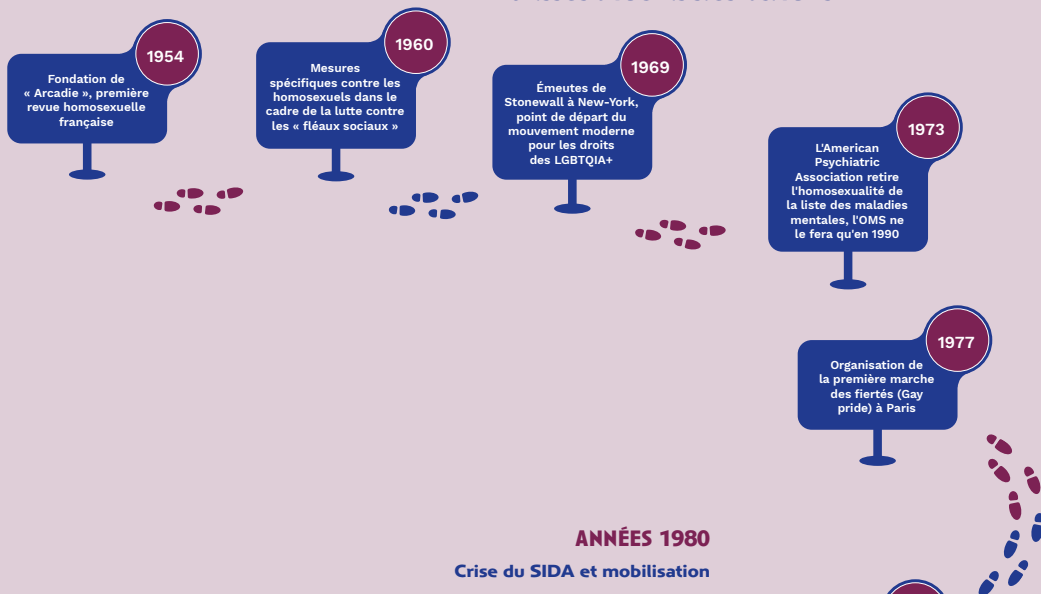 1954
Fondation de
« Arcadie », première
revue homosexuelle
française
1960
Mesures
spécifiques contre les
homosexuels dans le
cadre de la lutte contre
les « fléaux sociaux »
1969
Émeutes de
Stonewall à New-York,
point de départ du
mouvement moderne
pour les droits
des LGBTQIA+
1973
L'American
Psychiatric
Association retire
l'homosexualité de
la liste des maladies
mentales, l'OMS ne
le fera qu'en 1990
1977
Organisation de
la première marche
des fiertés (Gay
pride) à Paris
ANNÉES 1980
Crise du SIDA et mobilisation